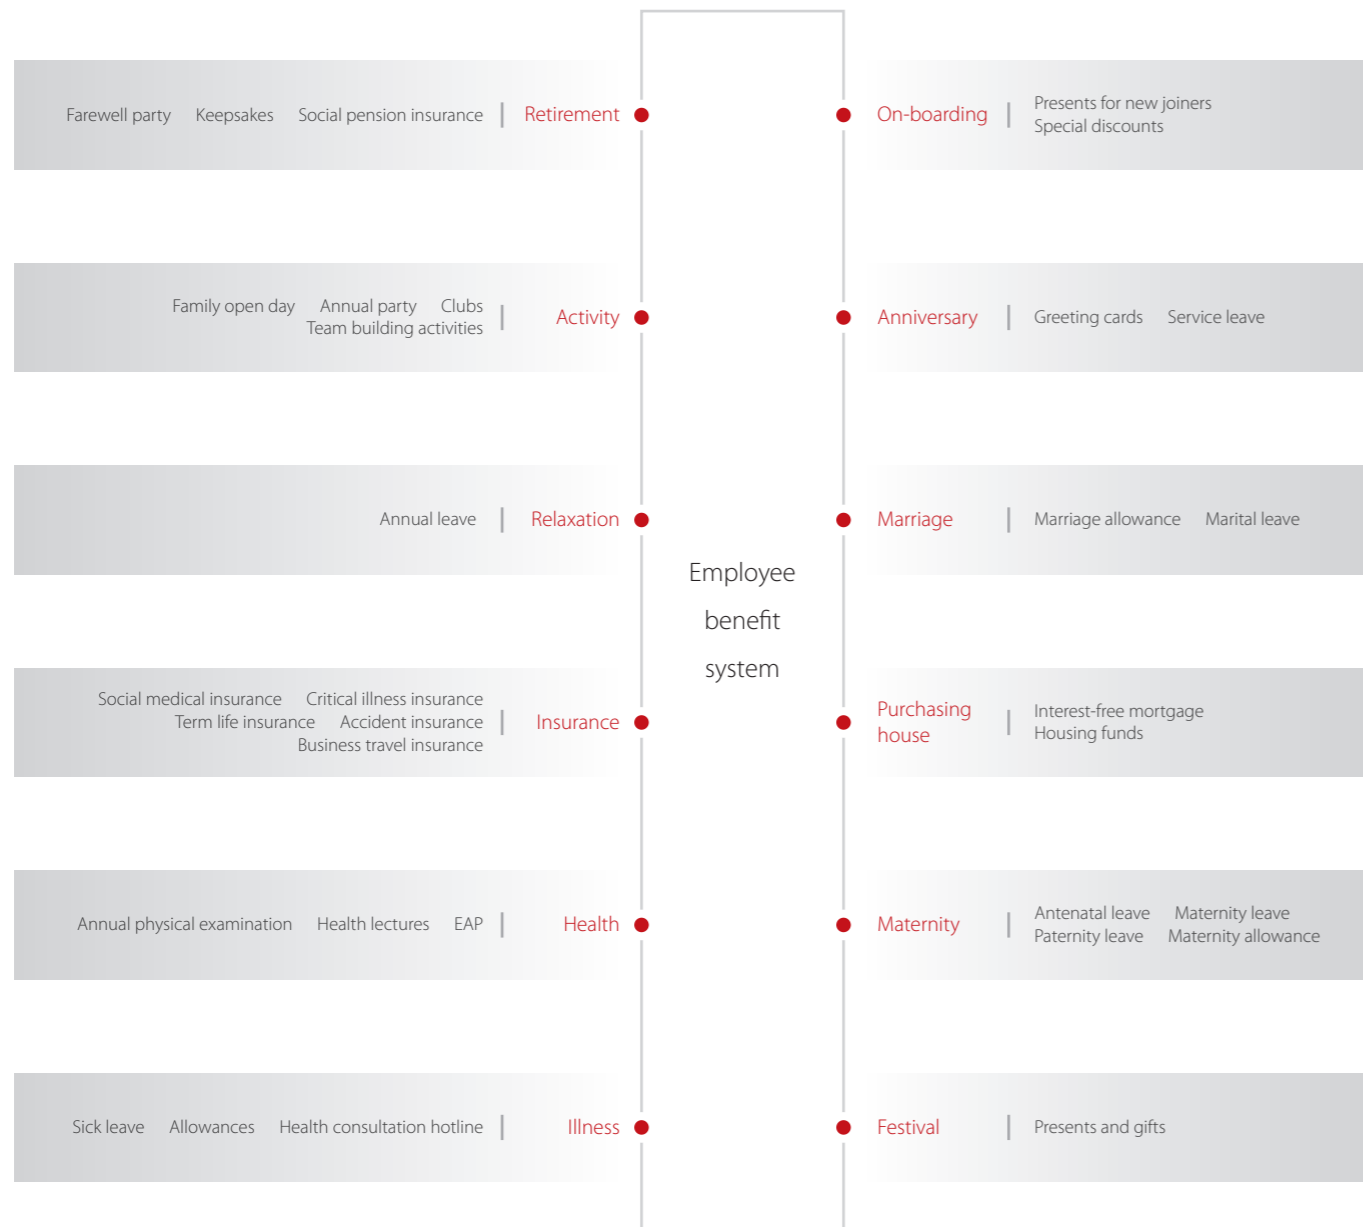 Farewell party Keepsakes Social pension insurance Retirement
On-boarding Presents for new joiners
Special discounts
Family open day Annual party Clubs
Team building activities
Activity
Anniversary Greeting cards Service leave
Annual leave Relaxation
Marriage Marriage allowance Marital leave
Employee
benefit
system
Social medical insurance Critical illness insurance
Term life insurance Accident insurance
Business travel insurance
Insurance
Purchasing
house
Interest-free mortgage
Housing funds
Annual physical examination Health lectures EAP Health
Maternity
Antenatal leave Maternity leave
Paternity leave Maternity allowance
Sick leave Allowances Health consultation hotline Illness
Festival Presents and gifts